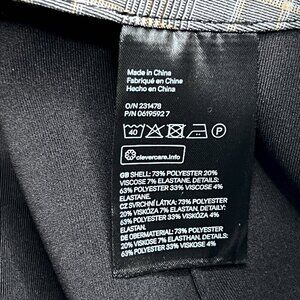 Made in China
Fabriqué en China
Hecho en China
O/N 231478
P/N 0619592 7
40
P
clevercare.info
GB SHELL: 73% POLYESTER 20%
VISCOSE 7% ELASTANE. DETAILS:
63% POLYESTER 33% VISCOSE 4%
ELASTANE.
CZ SVRCHNÍ LÁTKA: 73% POLYESTER
20% VISKÓZA 7% ELASTAN. DETAILY:
63% POLYESTER 33% VISKÓZA 4%
ELASTAN.
DE OBERMATERIAL: 73% POLYESTER
20% VISKOSE 7% ELASTHAN. DETAILS:
63% POLYESTER 33% VISKOSE 4%